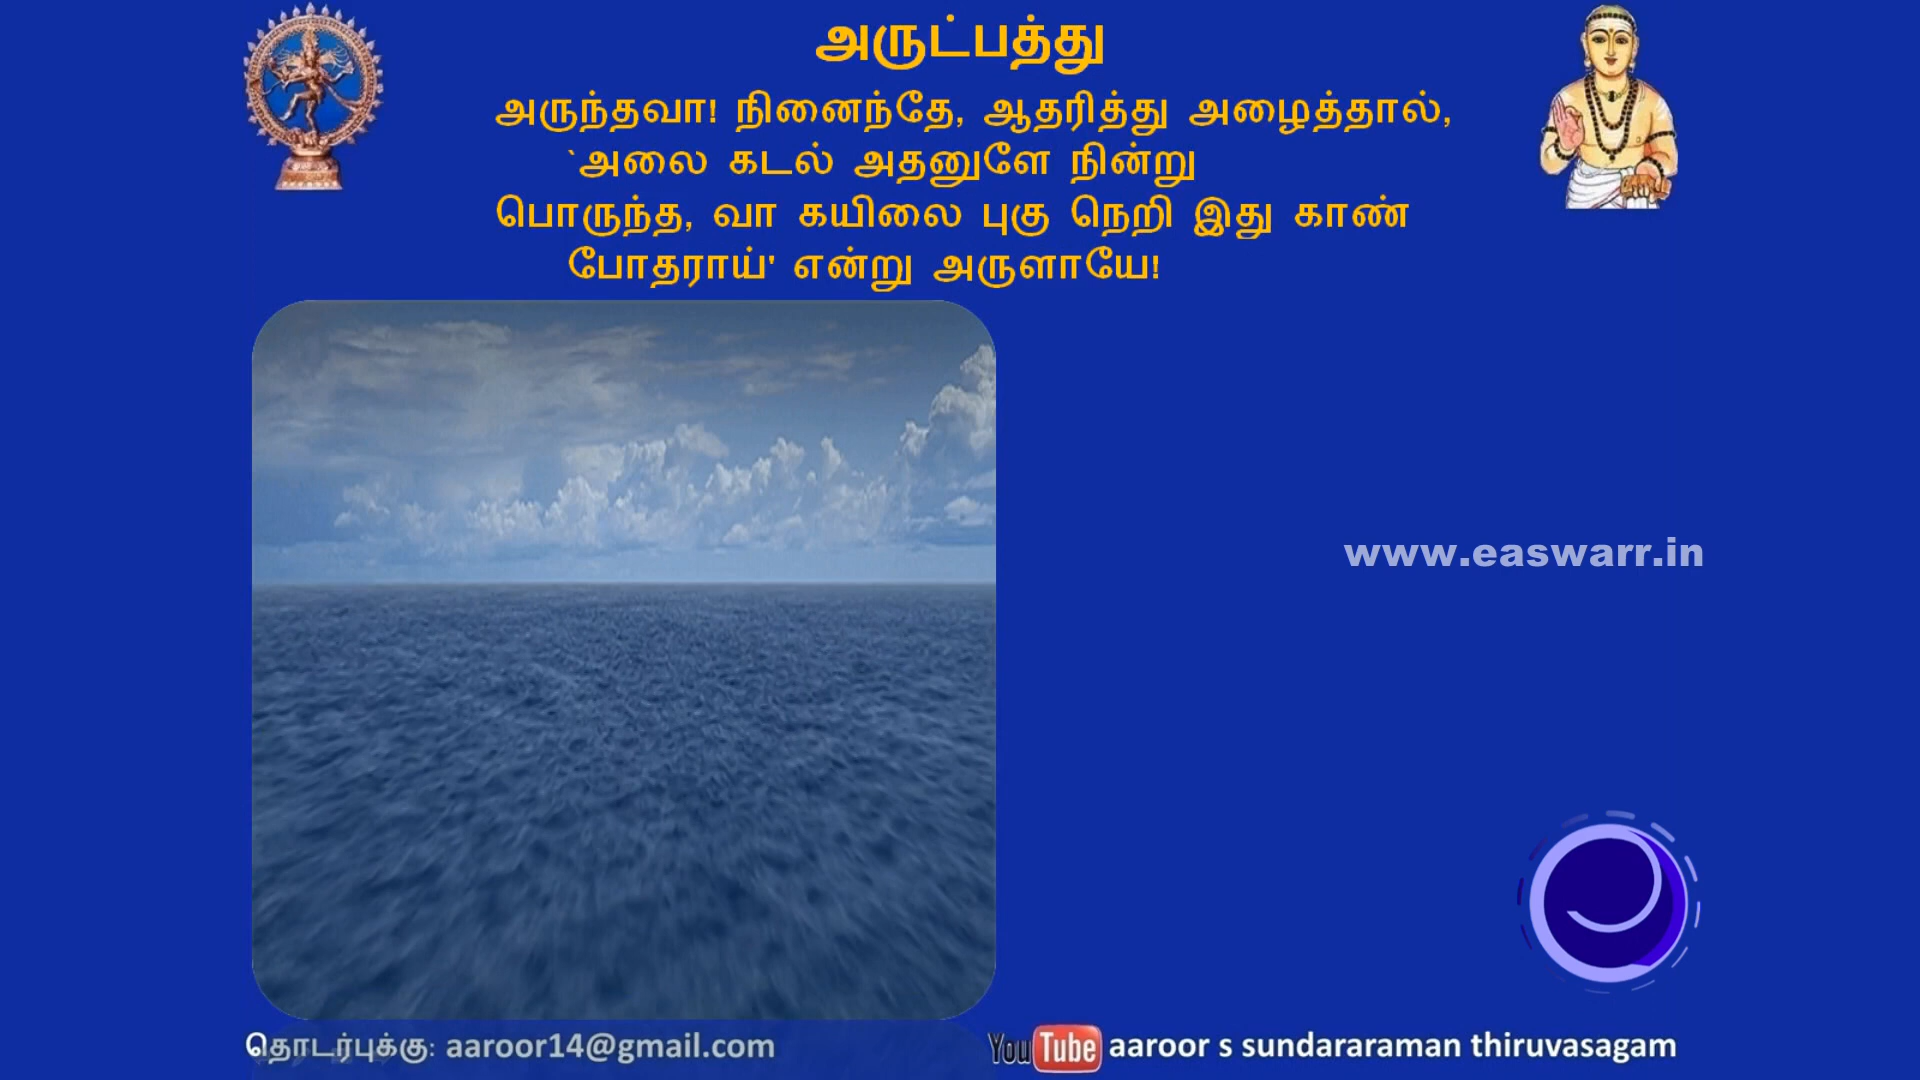 அருட்பத்து
அருந்தவா! நினைந்தே, ஆதரித்து அழைத்தால்,
`அலை கடல் அதனுளே நின்று
பொருந்த, வா கயிலை புகு நெறி இது காண்
போதராய்' என்று அருளாயே!
www.easwarr.in
தொடர்புக்கு: aaroor14@gmail.com
YouTube aaroor s sundararaman thiruvasagam